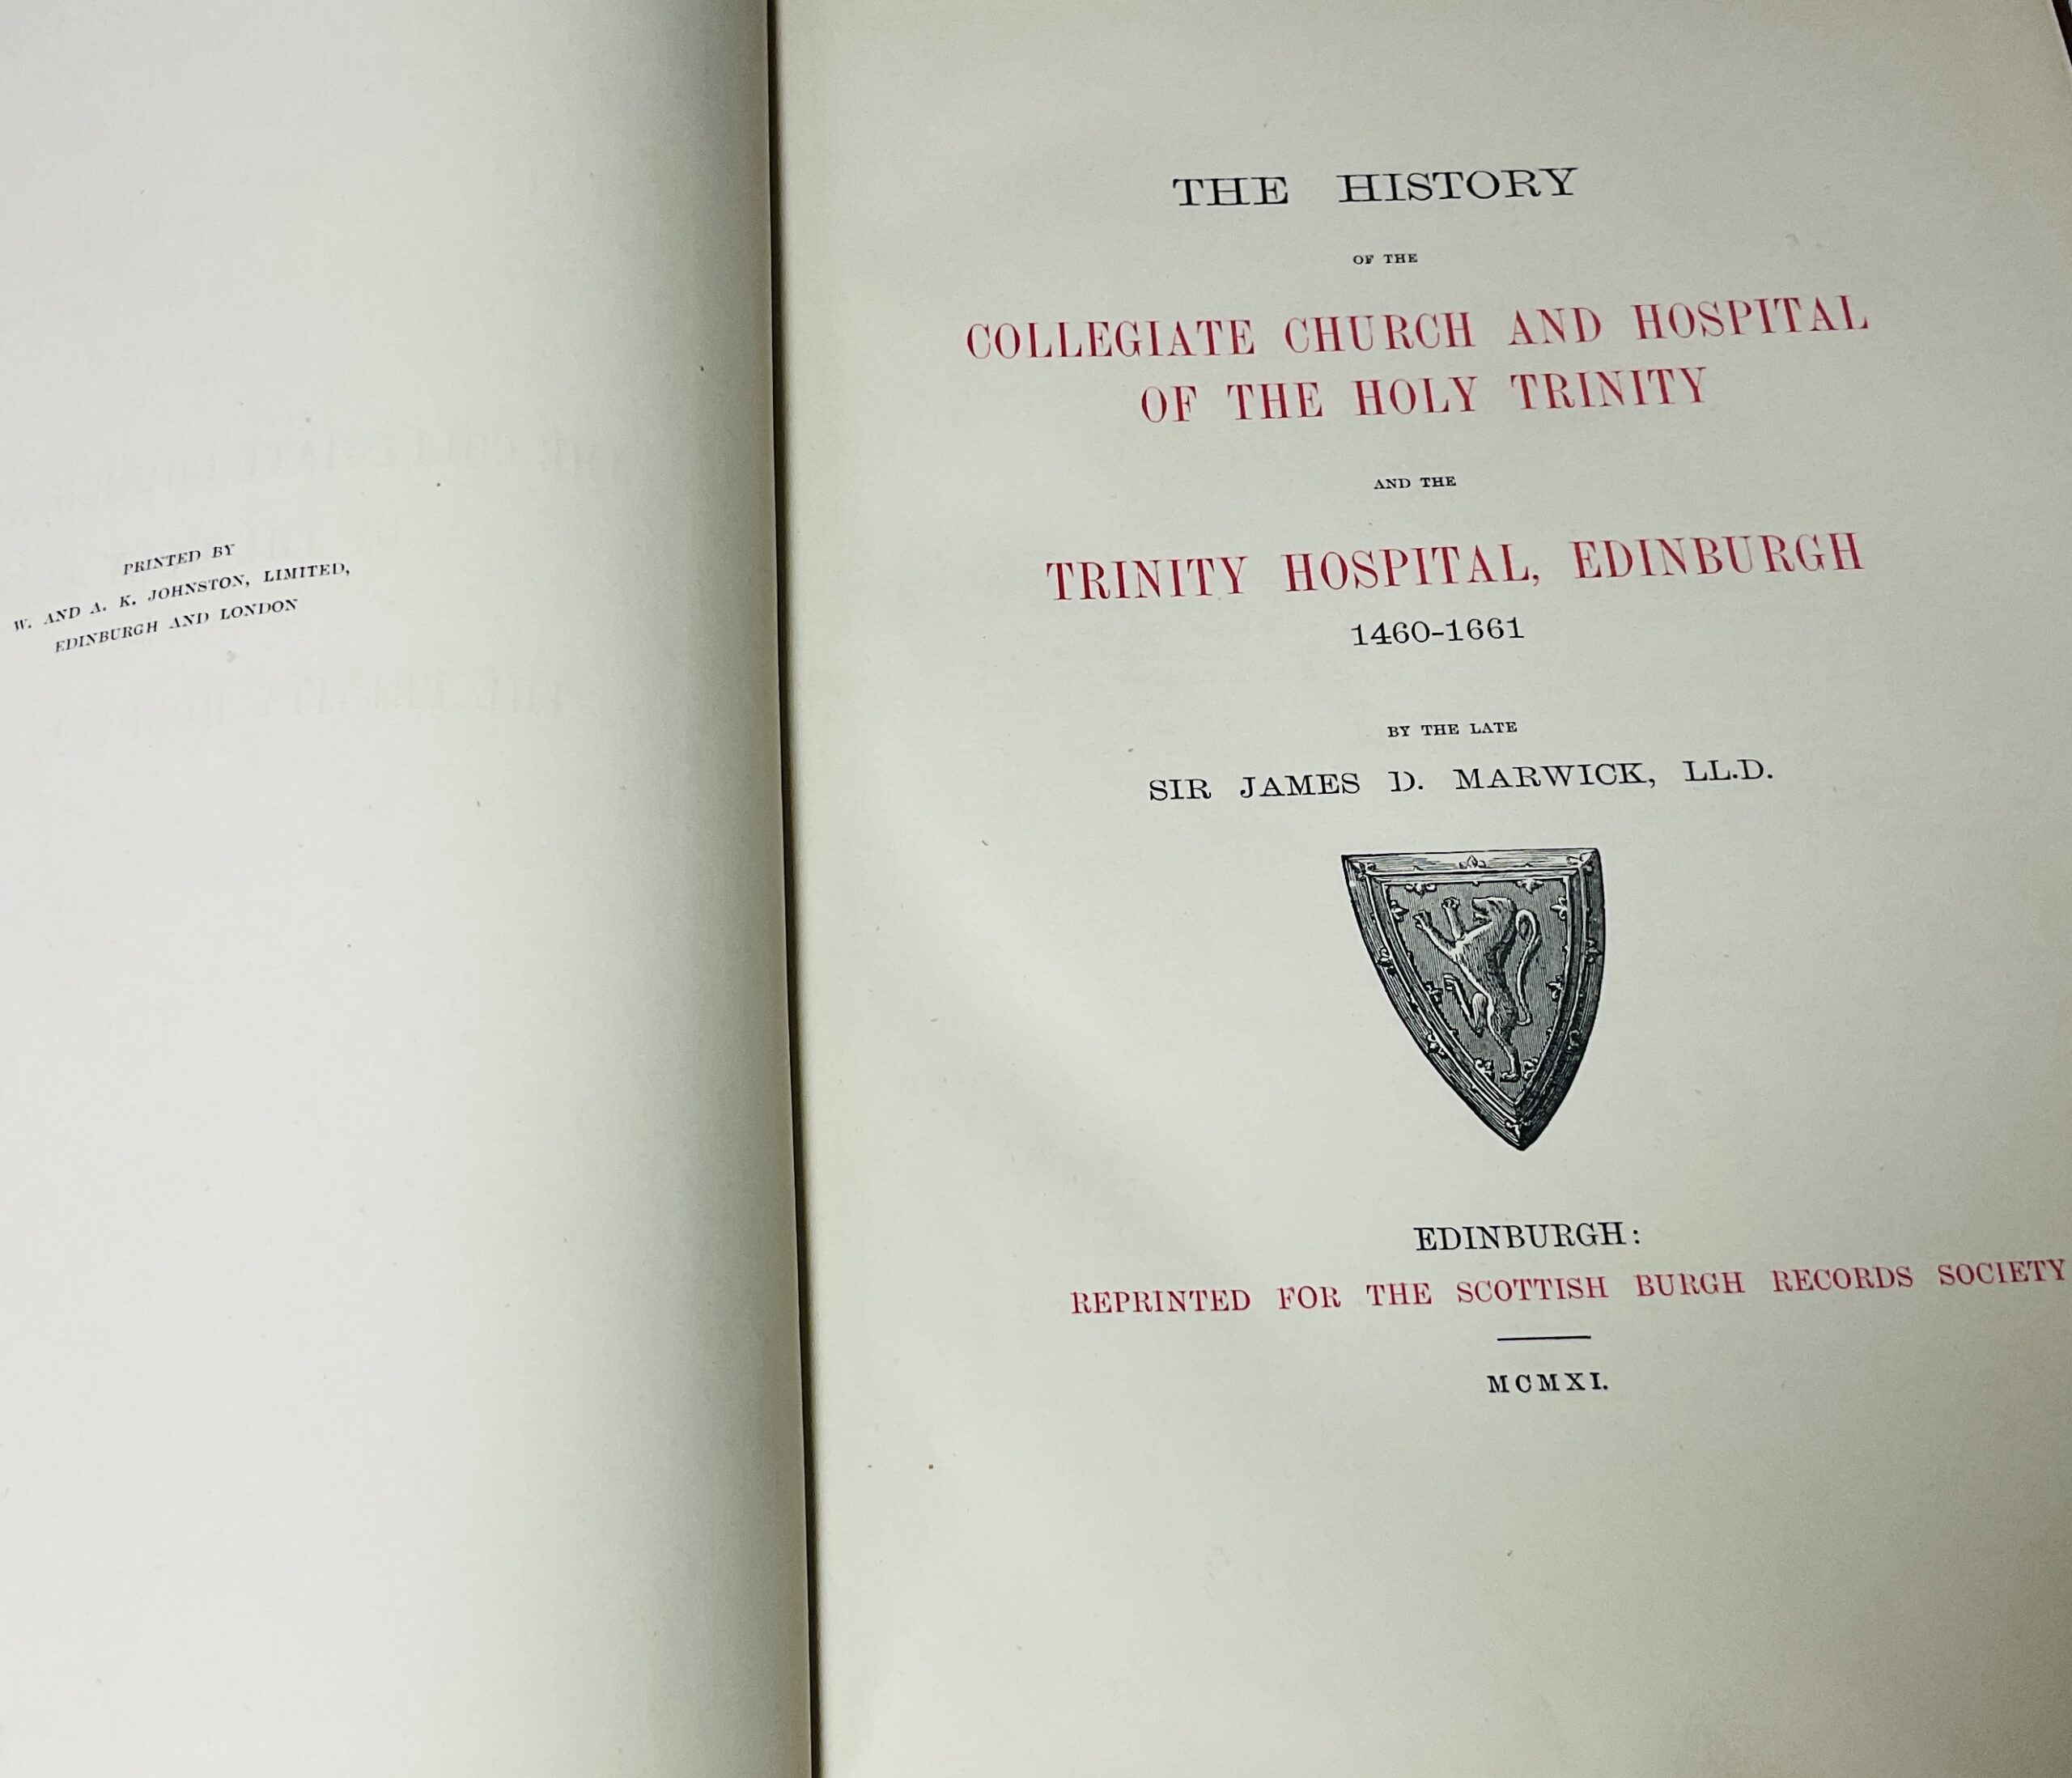 PRINTED BY
W. AND A. K. JOHNSTON, LIMITED,
EDINBURGH AND LONDON
THE HISTORY
OF THE
COLLEGIATE CHURCH AND HOSPITAL
OF THE HOLY TRINITY
AND THE
TRINITY HOSPITAL, EDINBURGH
1460-1661
BY THE LATE
SIR JAMES D. MARWICK, LL.D.
EDINBURGH:
REPRINTED FOR THE SCOTTISH BURGH RECORDS SOCIETY
MCMXI.